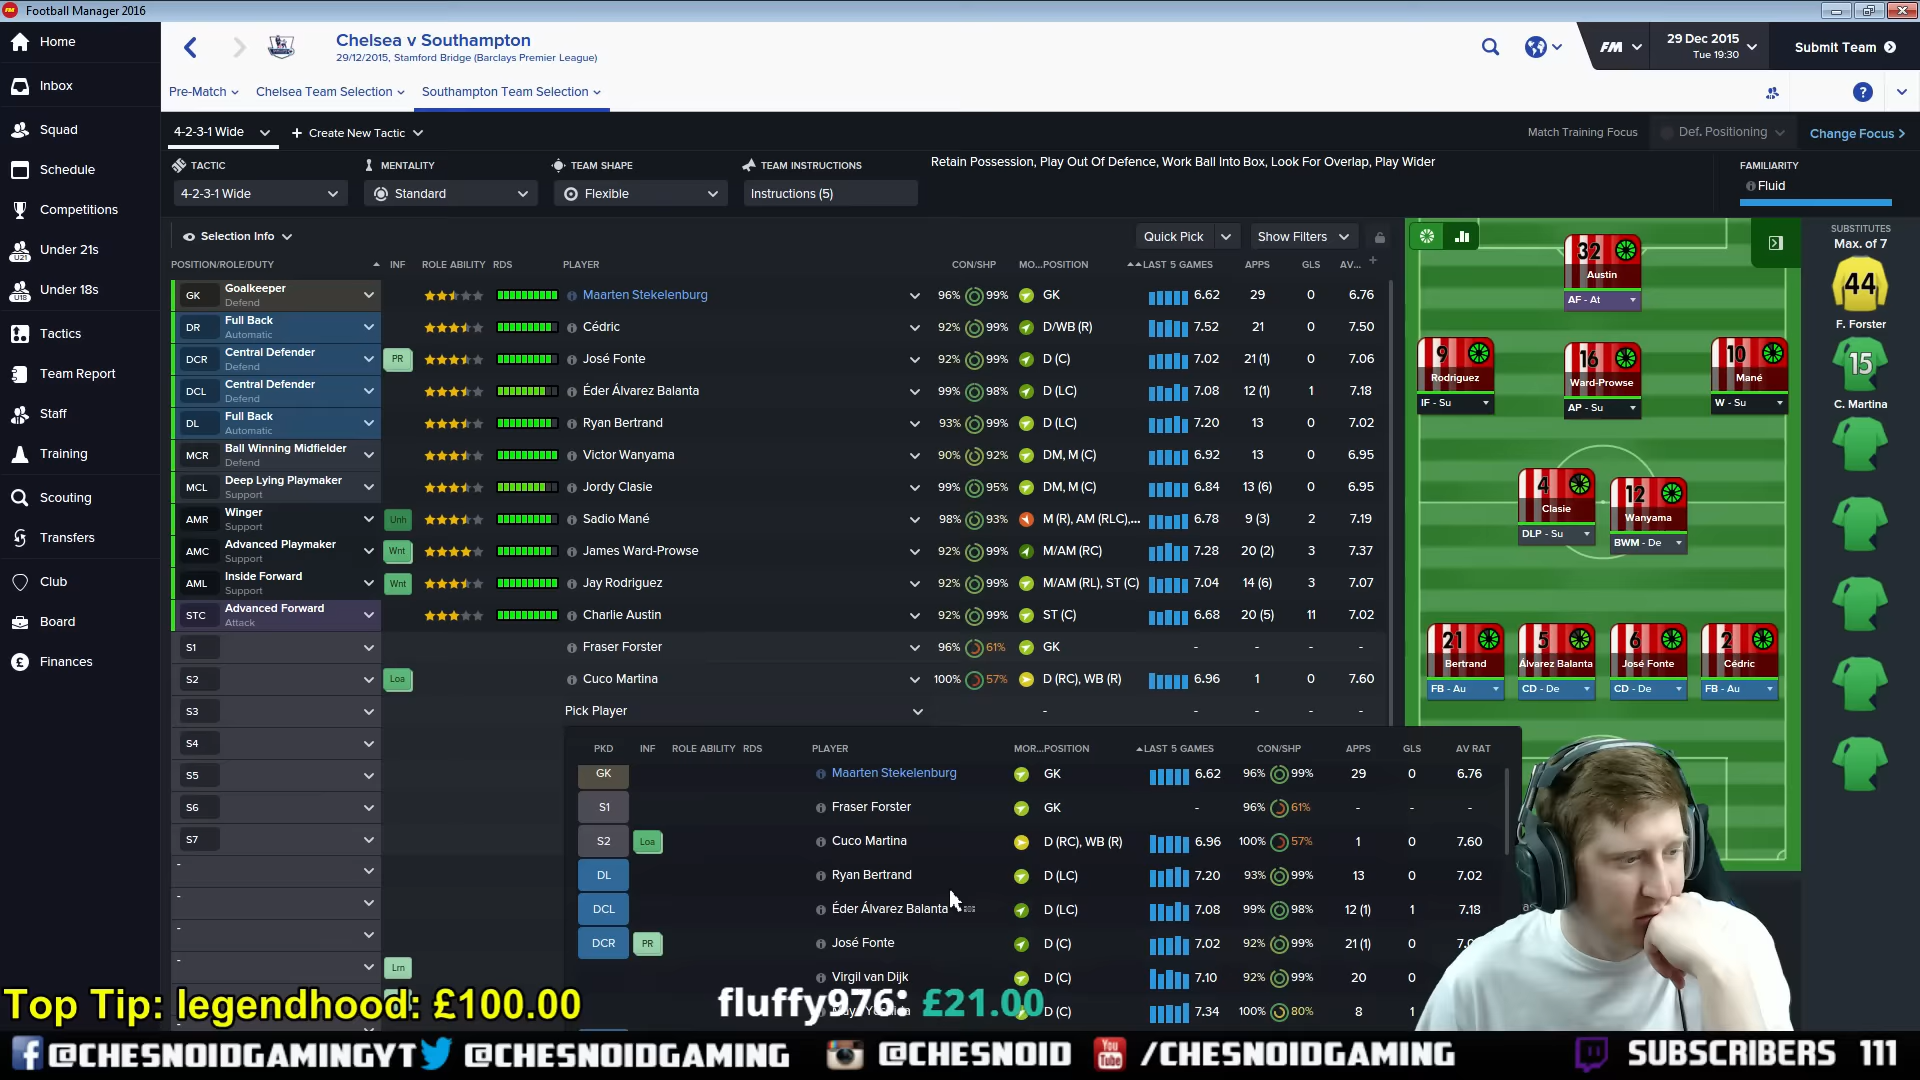 Football Manager 2016
Home
Inbox
Squad
Schedule
Competitions
Under 21s
Under 18s
Tactics
Team Report
Staff
Training
Scouting
Transfers
Club
Board
Finances
Chelsea v Southampton
29/12/2015, Stamford Bridge (Barclays Premier League)
FM
29 Dec 2015
Tue 19:30
Submit Team
Pre-Match
Chelsea Team Selection
Southampton Team Selection
4-2-3-1 Wide
+ Create New Tactic
Match Training Focus
Def. Positioning
Change Focus >
TACTIC
4-2-3-1 Wide
MENTALITY
Standard
TEAM SHAPE
Flexible
TEAM INSTRUCTIONS
Instructions (5)
Retain Possession, Play Out Of Defence, Work Ball Into Box, Look For Overlap, Play Wider
FAMILIARITY
Fluid
Selection Info
Quick Pick
Show Filters
POSITION/ROLE/DUTY INF ROLE ABILITY RDS PLAYER CON/SHP MO... POSITION LAST 5 GAMES APPS GLS AV...
GK Goalkeeper Defend Maarten Stekelenburg 96% 99% GK 6.62 29 0 6.76
DR Full Back Automatic Cédric 92% 99% D/WB (R) 7.52 21 0 7.50
DCR Central Defender Defend PR José Fonte 92% 99% D (C) 7.02 21 (1) 0 7.06
DCL Central Defender Defend Éder Álvarez Balanta 99% 98% D (LC) 7.08 12 (1) 1 7.18
DL Full Back Automatic Ryan Bertrand 93% 99% D (LC) 7.20 13 0 7.02
MCR Ball Winning Midfielder Defend Victor Wanyama 90% 92% DM, M (C) 6.92 13 0 6.95
MCL Deep Lying Playmaker Support Jordy Clasie 99% 95% DM, M (C) 6.84 13 (6) 0 6.95
AMR Winger Support Unh Sadio Mané 98% 93% M (R), AM (RLC),... 6.78 9 (3) 2 7.19
AMC Advanced Playmaker Support Wnt James Ward-Prowse 92% 99% M/AM (RC) 7.28 20 (2) 3 7.37
AML Inside Forward Support Wnt Jay Rodriguez 92% 99% M/AM (RL), ST (C) 7.04 14 (6) 3 7.07
STC Advanced Forward Attack Charlie Austin 92% 99% ST (C) 6.68 20 (5) 11 7.02
S1 Fraser Forster 96% 61% GK - - - -
S2 Loa Cuco Martina 100% 57% D (RC), WB (R) 6.96 1 0 7.60
S3 Pick Player - - - - -
S4
S5
S6
S7
-
-
-
- Lrn
PKD INF ROLE ABILITY RDS PLAYER MOR... POSITION LAST 5 GAMES CON/SHP APPS GLS AV RAT
GK Maarten Stekelenburg GK 6.62 96% 99% 29 0 6.76
S1 Fraser Forster GK - 96% 61% - - -
S2 Loa Cuco Martina D (RC), WB (R) 6.96 100% 57% 1 0 7.60
DL Ryan Bertrand D (LC) 7.20 93% 99% 13 0 7.02
DCL Éder Álvarez Balanta D (LC) 7.08 99% 98% 12 (1) 1 7.18
DCR PR José Fonte D (C) 7.02 92% 99% 21 (1) 0
Virgil van Dijk D (C) 7.10 92% 99% 20 0
D (C) 7.34 100% 80% 8 1
32
Austin
AF - At
9
Rodriguez
IF - Su
16
Ward-Prowse
AP - Su
10
Mané
W - Su
4
Clasie
DLP - Su
12
Wanyama
BWM - De
21
Bertrand
FB - Au
5
Álvarez Balanta
CD - De
6
José Fonte
CD - De
2
Cédric
FB - Au
SUBSTITUTES
Max. of 7
44
F. Forster
15
C. Martina
Top Tip: legendhood: £100.00
fluffy976: £21.00
@CHESNOIDGAMINGYT
@CHESNOIDGAMING
@CHESNOID
You Tube
/CHESNOIDGAMING
SUBSCRIBERS 111